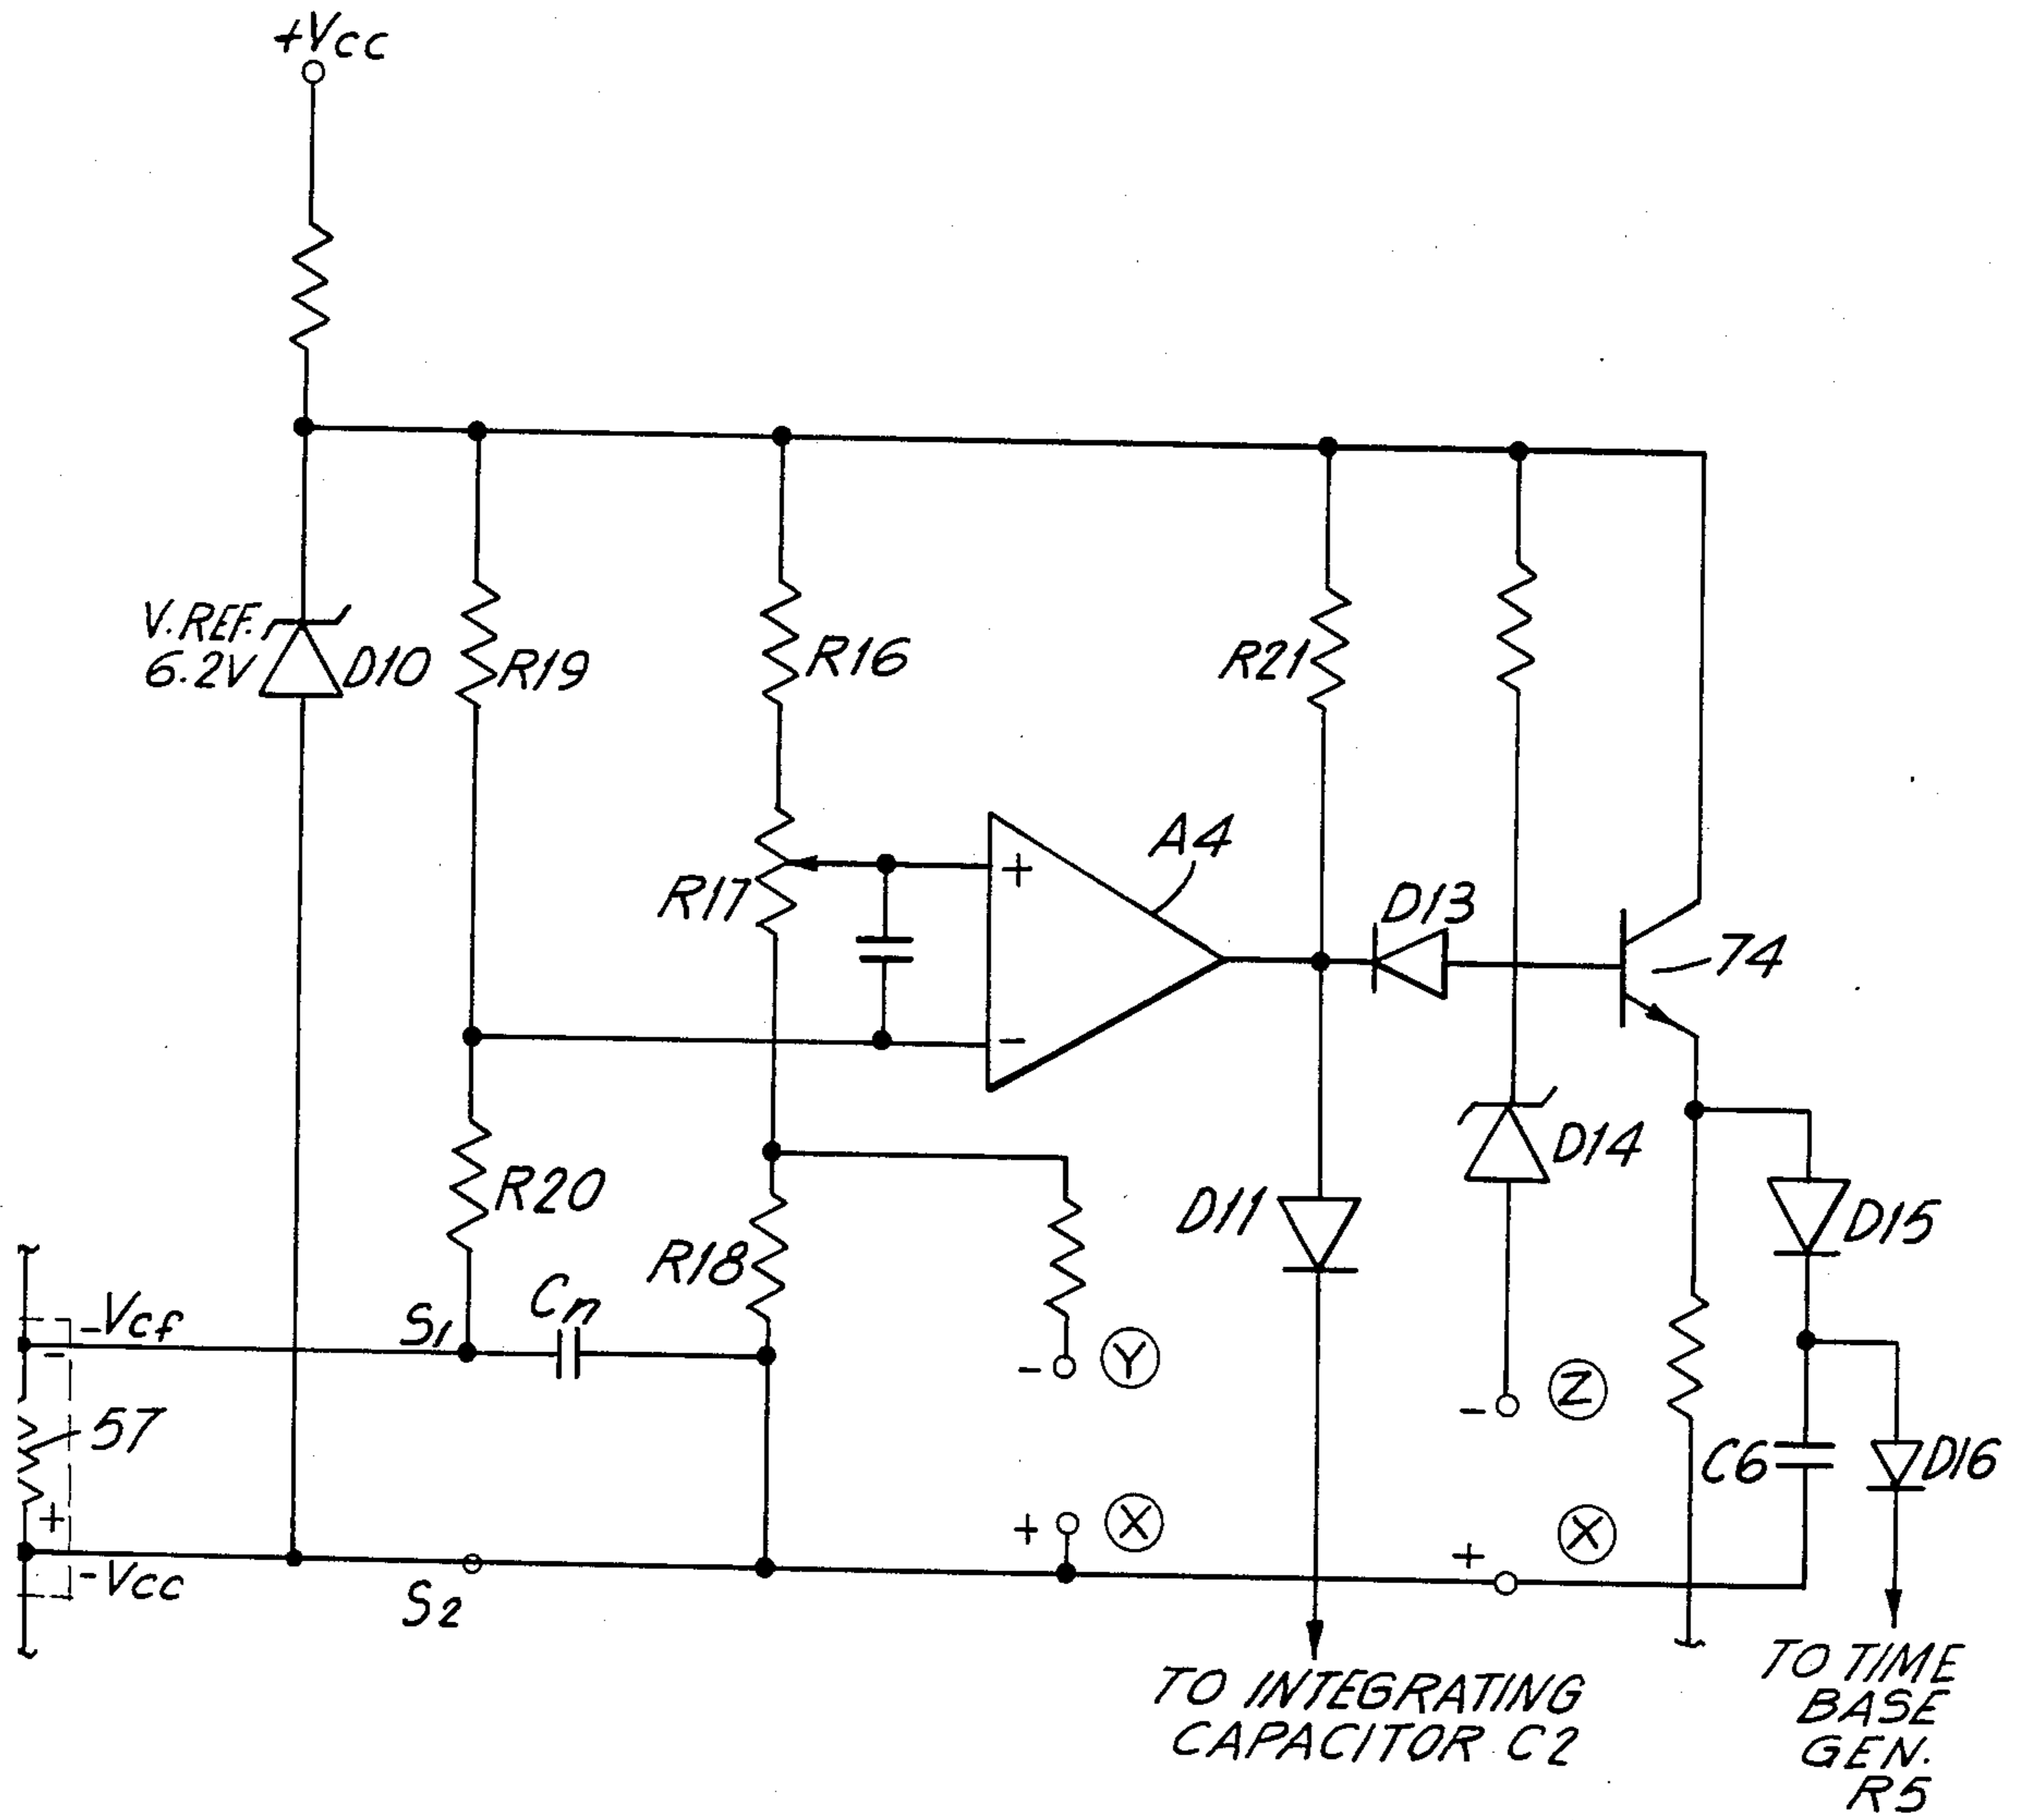 +Vcc
V. REF.
6.2V
D10
R19
R16
R21
A4
R17
+
-
D13
74
D14
D15
R20
R18
D11
S1
Cn
-Vcf
-
57
+
-Vcc
S2
- Y
+ X
- Z
+ X
C6
D16
TO INTEGRATING
CAPACITOR C2
TO TIME
BASE
GEN.
R5